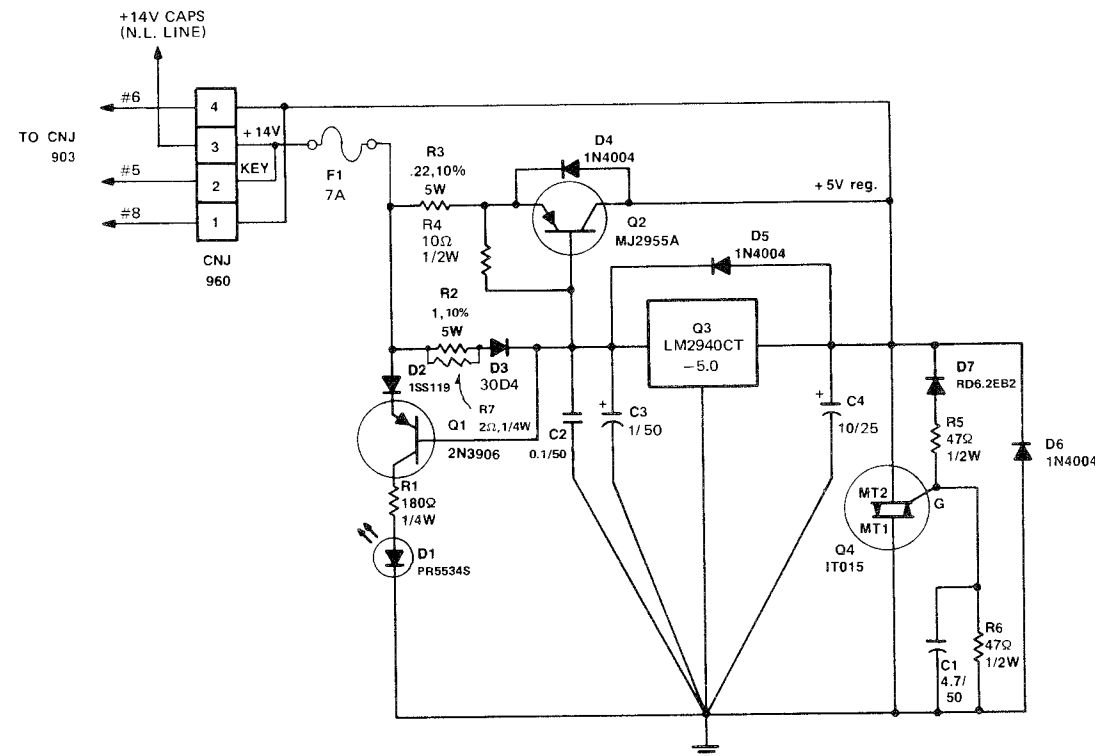 +14V CAPS
(N.L. LINE)
#6
4
TO CNJ
903
3
+14V
#5
2
KEY
#8
1
CNJ
960
F1
7A
R3
.22,10%
5W
R4
10Ω
1/2W
D4
1N4004
Q2
MJ2955A
+5V reg.
D5
1N4004
R2
1,10%
5W
D3
30D4
D2
1SS119
R7
2Ω,1/4W
Q1
2N3906
Q3
LM2940CT
–5.0
C2
0.1/50
+
C3
1/50
+
C4
10/25
D7
RD6.2EB2
R5
47Ω
1/2W
D6
1N4004
MT2
MT1
G
Q4
IT015
R1
180Ω
1/4W
D1
PR5534S
C1
4.7/
50
R6
47Ω
1/2W